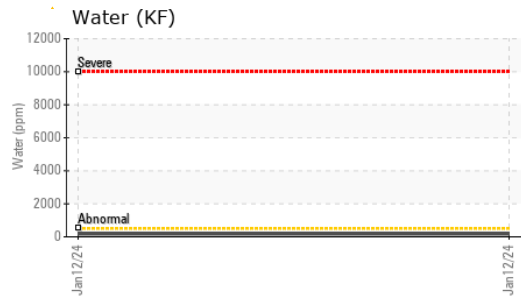 Water (KF)
12000
Severe
10000
8000
Water (ppm)
6000
4000
2000
Abnormal
0
Jan12/24
Jan12/24